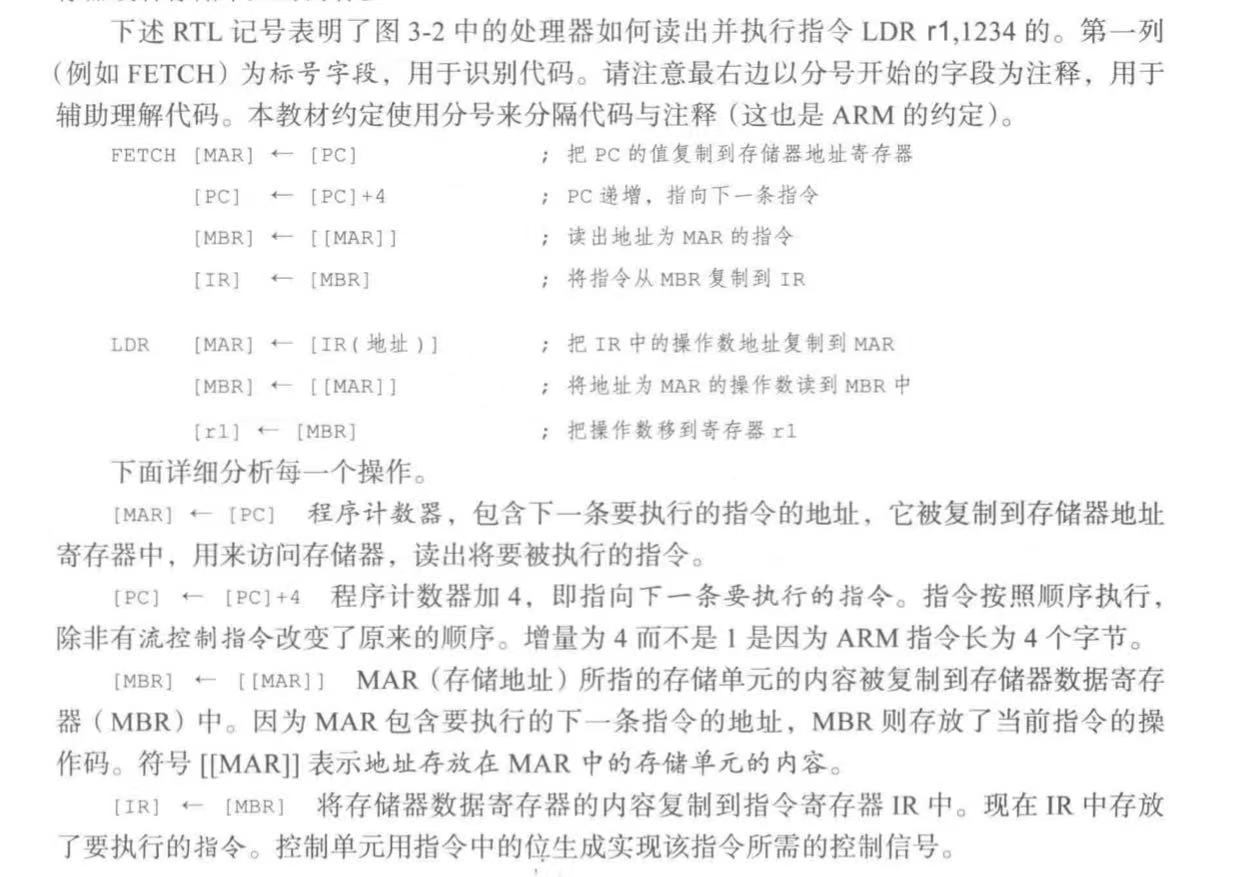 下述 RTL 记号表明了图 3-2 中的处理器如何读出并执行指令 LDR r1,1234 的。第一列
(例如 FETCH）为标号字段，用于识别代码。请注意最右边以分号开始的字段为注释，用于
辅助理解代码。本教材约定使用分号来分隔代码与注释（这也是 ARM 的约定）。
FETCH [MAR] ← [PC] ; 把 PC 的值复制到存储器地址寄存器
[PC] ← [PC]+4 ; PC 递增，指向下一条指令
[MBR] ← [[MAR]] ; 读出地址为 MAR 的指令
[IR] ← [MBR] ; 将指令从 MBR 复制到 IR
LDR [MAR] ← [IR(地址)] ; 把 IR 中的操作数地址复制到 MAR
[MBR] ← [[MAR]] ; 将地址为 MAR 的操作数读到 MBR 中
[r1] ← [MBR] ; 把操作数移到寄存器 r1
下面详细分析每一个操作。
[MAR] ← [PC] 程序计数器，包含下一条要执行的指令的地址，它被复制到存储器地址
寄存器中，用来访问存储器，读出将要被执行的指令。
[PC] ← [PC]+4 程序计数器加 4，即指向下一条要执行的指令。指令按照顺序执行，
除非有流控制指令改变了原来的顺序。增量为 4 而不是 1 是因为 ARM 指令长为 4 个字节。
[MBR] ← [[MAR]] MAR（存储地址）所指的存储单元的内容被复制到存储器数据寄存
器（MBR）中。因为 MAR 包含要执行的下一条指令的地址，MBR 则存放了当前指令的操
作码。符号 [[MAR]] 表示地址存放在 MAR 中的存储单元的内容。
[IR] ← [MBR] 将存储器数据寄存器的内容复制到指令寄存器 IR 中。现在 IR 中存放
了要执行的指令。控制单元用指令中的位生成实现该指令所需的控制信号。